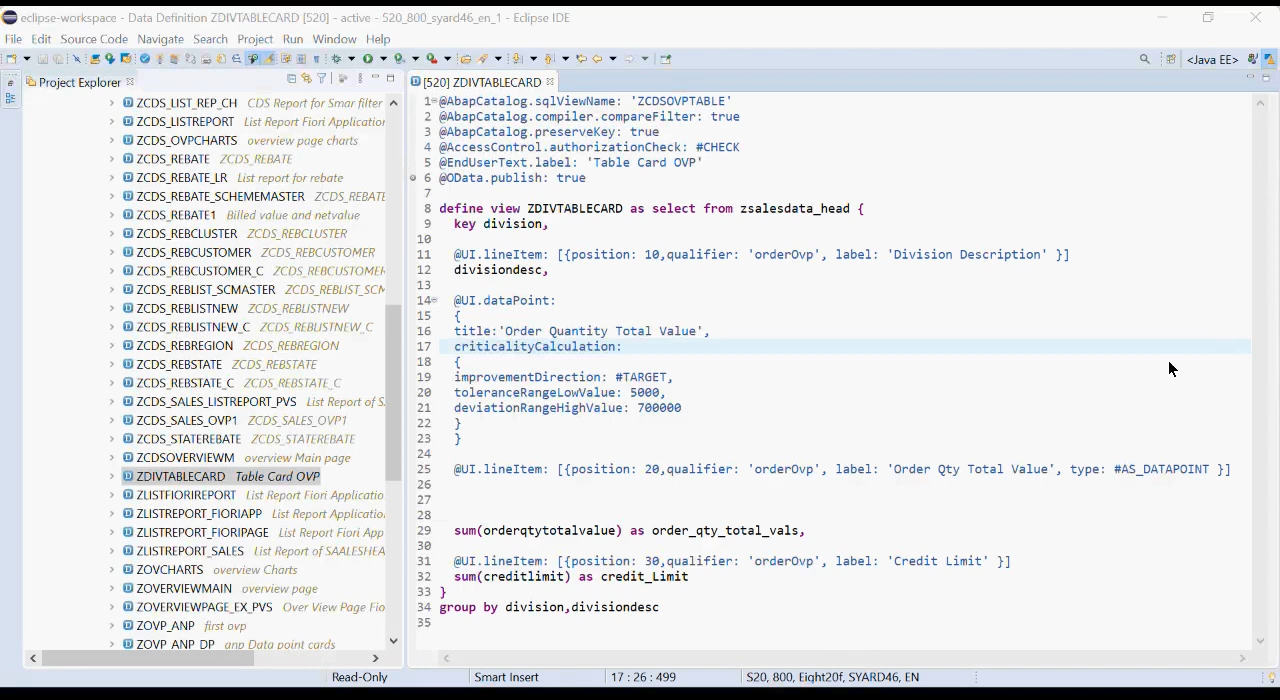 eclipse-workspace - Data Definition ZDIVTABLECARD [520] - active - S20_800_syard46_en_1 - Eclipse IDE
File Edit Source Code Navigate Search Project Run Window Help
<Java EE>
Project Explorer
[520] ZDIVTABLECARD
ZCDS_LIST_REP_CH CDS Report for Smar filter
ZCDS_LISTREPORT List Report Fiori Application
ZCDS_OVPCHARTS overview page charts
ZCDS_REBATE ZCDS_REBATE
ZCDS_REBATE_LR List report for rebate
ZCDS_REBATE_SCHEMEMASTER ZCDS_REBATE
ZCDS_REBATE1 Billed value and netvalue
ZCDS_REBCLUSTER ZCDS_REBCLUSTER
ZCDS_REBCUSTOMER ZCDS_REBCUSTOMER
ZCDS_REBCUSTOMER_C ZCDS_REBCUSTOMER
ZCDS_REBLIST_SCMASTER ZCDS_REBLIST_SCM
ZCDS_REBLISTNEW ZCDS_REBLISTNEW
ZCDS_REBLISTNEW_C ZCDS_REBLISTNEW_C
ZCDS_REBREGION ZCDS_REBREGION
ZCDS_REBSTATE ZCDS_REBSTATE
ZCDS_REBSTATE_C ZCDS_REBSTATE_C
ZCDS_SALES_LISTREPORT_PVS List Report of S
ZCDS_SALES_OVP1 ZCDS_SALES_OVP1
ZCDS_STATEREBATE ZCDS_STATEREBATE
ZCDSOVERVIEWM overview Main page
ZDIVTABLECARD Table Card OVP
ZLISTFIORIREPORT List Report Fiori Applicatio
ZLISTREPORT_FIORIAPP List Report Applicatio
ZLISTREPORT_FIORIPAGE List Report Fiori App
ZLISTREPORT_SALES List Report of SAALESHEA
ZOVCHARTS overview Charts
ZOVERVIEWMAIN overview page
ZOVERVIEWPAGE_EX_PVS Over View Page Fio
ZOVP_ANP first ovp
ZOVP_ANP_DP anp Data point cards
1 @AbapCatalog.sqlViewName: 'ZCDSOVPTABLE'
2 @AbapCatalog.compiler.compareFilter: true
3 @AbapCatalog.preserveKey: true
4 @AccessControl.authorizationCheck: #CHECK
5 @EndUserText.label: 'Table Card OVP'
6 @OData.publish: true
7
8 define view ZDIVTABLECARD as select from zsalesdata_head {
9 key division,
10
11 @UI.lineItem: [{position: 10,qualifier: 'orderOvp', label: 'Division Description' }]
12 divisiondesc,
13
14 @UI.dataPoint:
15 {
16 title:'Order Quantity Total Value',
17 criticalityCalculation:
18 {
19 improvementDirection: #TARGET,
20 toleranceRangeLowValue: 5000,
21 deviationRangeHighValue: 700000
22 }
23 }
24
25 @UI.lineItem: [{position: 20,qualifier: 'orderOvp', label: 'Order Qty Total Value', type: #AS_DATAPOINT }]
26
27
28
29 sum(orderqtytotalvalue) as order_qty_total_vals,
30
31 @UI.lineItem: [{position: 30,qualifier: 'orderOvp', label: 'Credit Limit' }]
32 sum(creditlimit) as credit_Limit
33 }
34 group by division,divisiondesc
35
Read-Only Smart Insert 17 : 26 : 499 S20, 800, Eight20f, SYARD46, EN